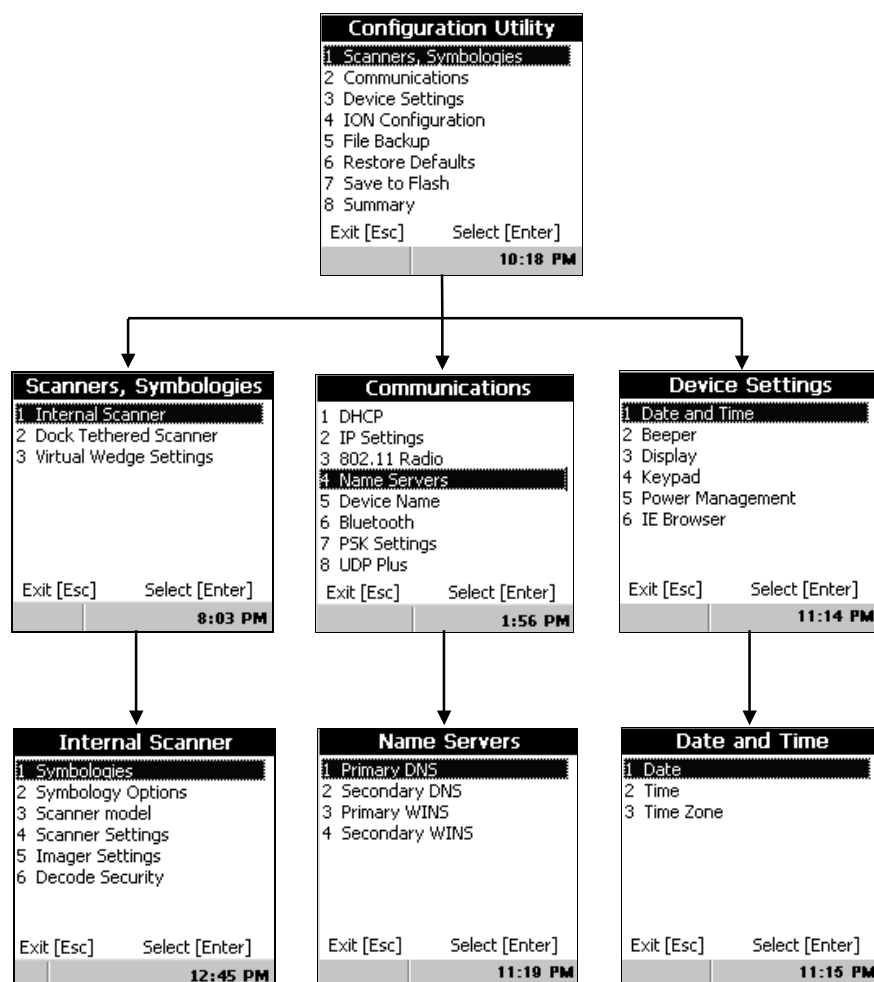 Configuration Utility
1 Scanners, Symbologies
2 Communications
3 Device Settings
4 ION Configuration
5 File Backup
6 Restore Defaults
7 Save to Flash
8 Summary
Exit [Esc] Select [Enter]
10:18 PM
Scanners, Symbologies
1 Internal Scanner
2 Dock Tethered Scanner
3 Virtual Wedge Settings
Exit [Esc] Select [Enter]
8:03 PM
Communications
1 DHCP
2 IP Settings
3 802.11 Radio
4 Name Servers
5 Device Name
6 Bluetooth
7 PSK Settings
8 UDP Plus
Exit [Esc] Select [Enter]
1:56 PM
Device Settings
1 Date and Time
2 Beeper
3 Display
4 Keypad
5 Power Management
6 IE Browser
Exit [Esc] Select [Enter]
11:14 PM
Internal Scanner
1 Symbologies
2 Symbology Options
3 Scanner model
4 Scanner Settings
5 Imager Settings
6 Decode Security
Exit [Esc] Select [Enter]
12:45 PM
Name Servers
1 Primary DNS
2 Secondary DNS
3 Primary WINS
4 Secondary WINS
Exit [Esc] Select [Enter]
11:19 PM
Date and Time
1 Date
2 Time
3 Time Zone
Exit [Esc] Select [Enter]
11:15 PM